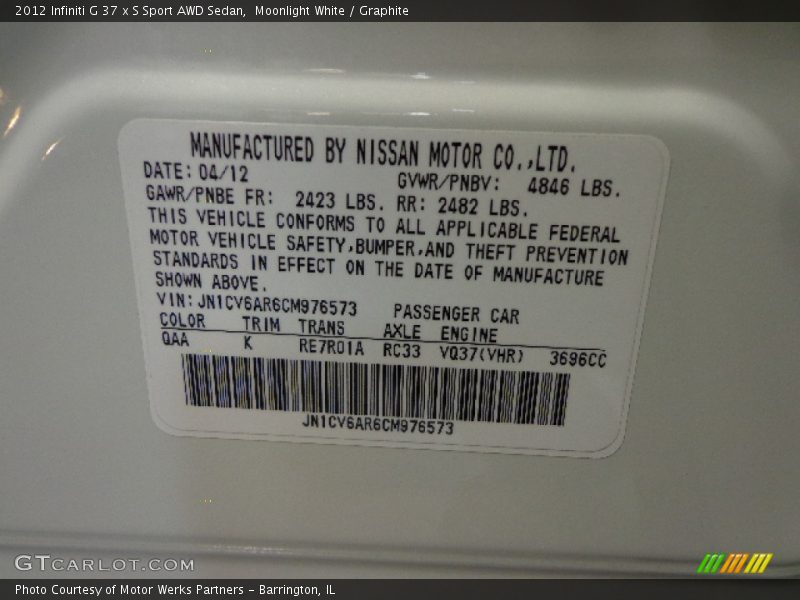 2012 Infiniti G 37 x S Sport AWD Sedan,  Moonlight White / Graphite
MANUFACTURED BY NISSAN MOTOR CO.,LTD.
DATE: 04/12 GVWR/PNBV: 4846 LBS.
GAWR/PNBE FR: 2423 LBS. RR: 2482 LBS.
THIS VEHICLE CONFORMS TO ALL APPLICABLE FEDERAL
MOTOR VEHICLE SAFETY,BUMPER,AND THEFT PREVENTION
STANDARDS IN EFFECT ON THE DATE OF MANUFACTURE
SHOWN ABOVE.
VIN: JN1CV6AR6CM976573 PASSENGER CAR
COLOR TRIM TRANS AXLE ENGINE
QAA K RE7R01A RC33 VQ37(VHR) 3696CC
JN1CV6AR6CM976573
GTCARLOT.COM
Photo Courtesy of Motor Werks Partners – Barrington, IL